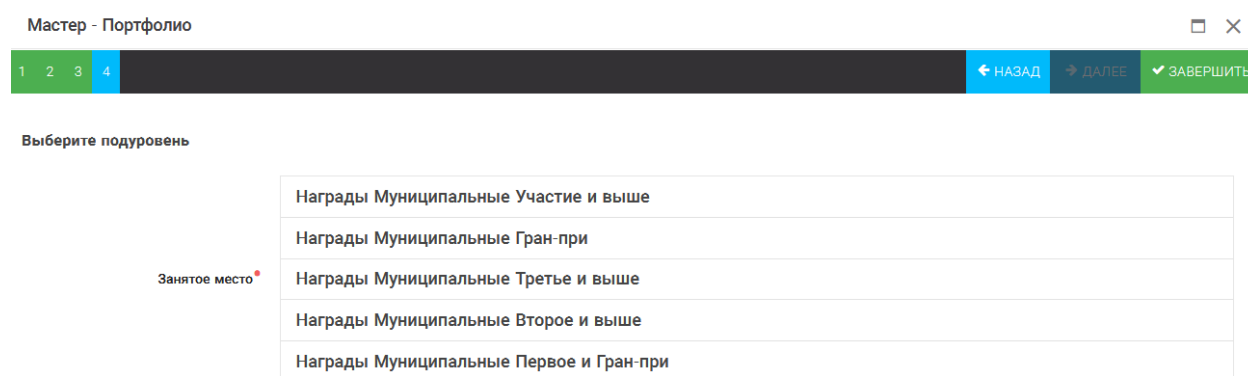 Мастер - Портфолио
1 2 3 4 НАЗАД ДАЛЕЕ ЗАВЕРШИТЬ
Выберите подуровень
Награды Муниципальные Участие и выше
Награды Муниципальные Гран-при
Занятое место Награды Муниципальные Третье и выше
Награды Муниципальные Второе и выше
Награды Муниципальные Первое и Гран-при